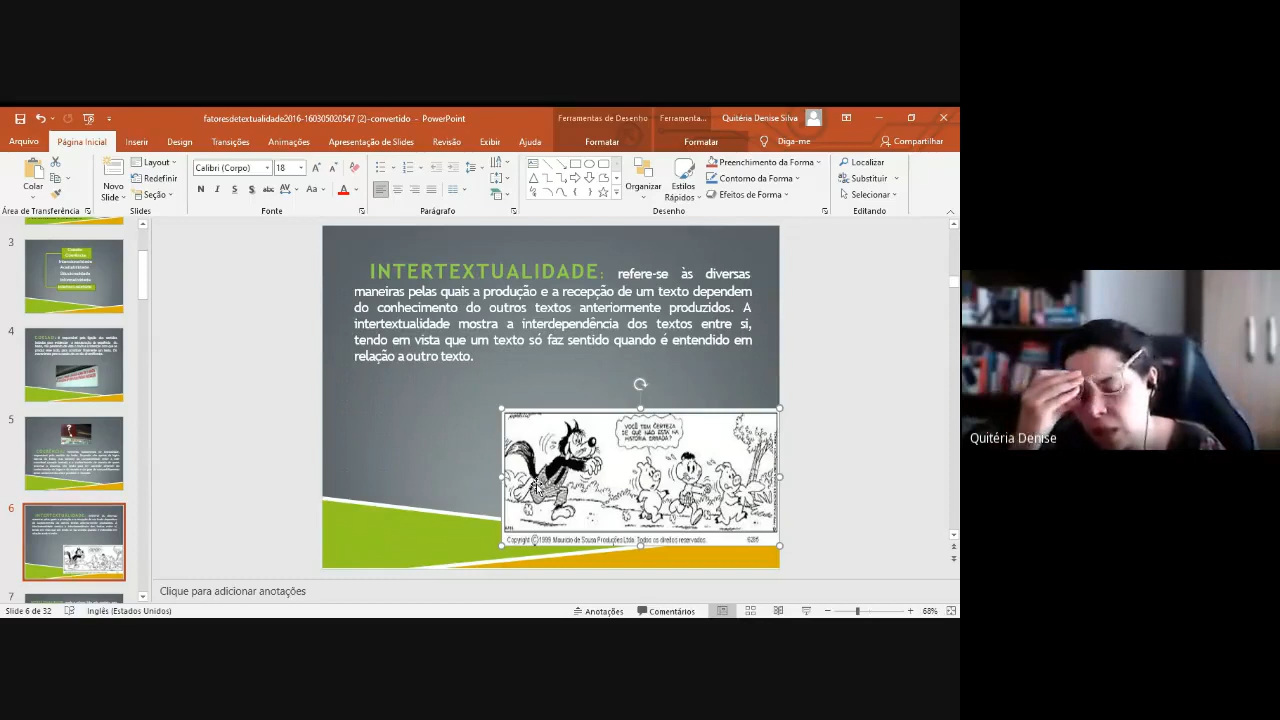 fatoresdetextualidade2016-160305020547 (2)-convertido - PowerPoint
Ferramentas de Desenho
Ferramenta...
Quitéria Denise Silva
Arquivo
Página Inicial
Inserir
Design
Transições
Animações
Apresentação de Slides
Revisão
Exibir
Ajuda
Formatar
Formatar
Diga-me
Compartilhar
Colar
Novo
Slide
Layout
Redefinir
Seção
Calibri (Corpo)
18
Organizar
Estilos
Rápidos
Preenchimento da Forma
Contorno da Forma
Efeitos de Forma
Localizar
Substituir
Selecionar
Área de Transferência
Slides
Fonte
Parágrafo
Desenho
Editando
3
4
5
6
7
INTERTEXTUALIDADE: refere-se às diversas
maneiras pelas quais a produção e a recepção de um texto dependem
do conhecimento do outros textos anteriormente produzidos. A
intertextualidade mostra a interdependência dos textos entre si,
tendo em vista que um texto só faz sentido quando é entendido em
relação a outro texto.
VOCÊ TEM CERTEZA
DE QUE NÃO ESTÁ NA
HISTÓRIA ERRADA?
Copyright ©1999 Mauricio de Sousa Produções Ltda. Todos os direitos reservados.
Quitéria Denise
Clique para adicionar anotações
Slide 6 de 32
Inglês (Estados Unidos)
Anotações
Comentários
68%